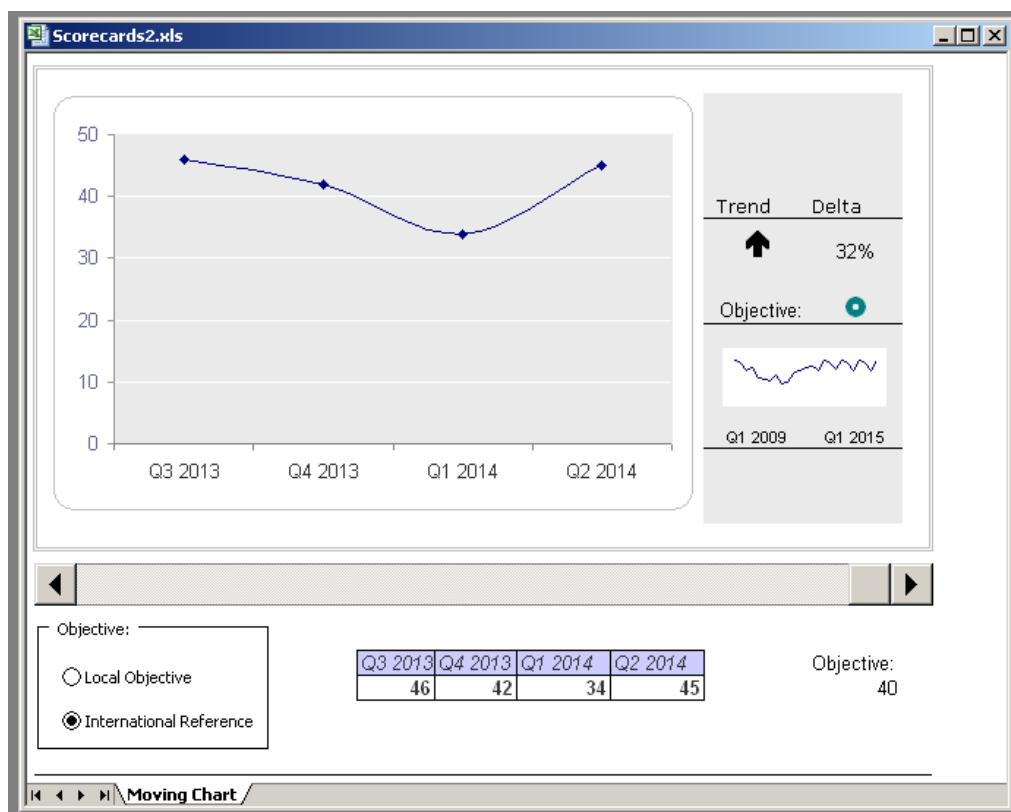 Scorecards2.xls
50
40
30
20
10
0
Q3 2013 Q4 2013 Q1 2014 Q2 2014
Trend Delta
32%
Objective:
Q1 2009 Q1 2015
Objective:
Local Objective
International Reference
Q3 2013 Q4 2013 Q1 2014 Q2 2014
46 42 34 45
Objective:
40
Moving Chart